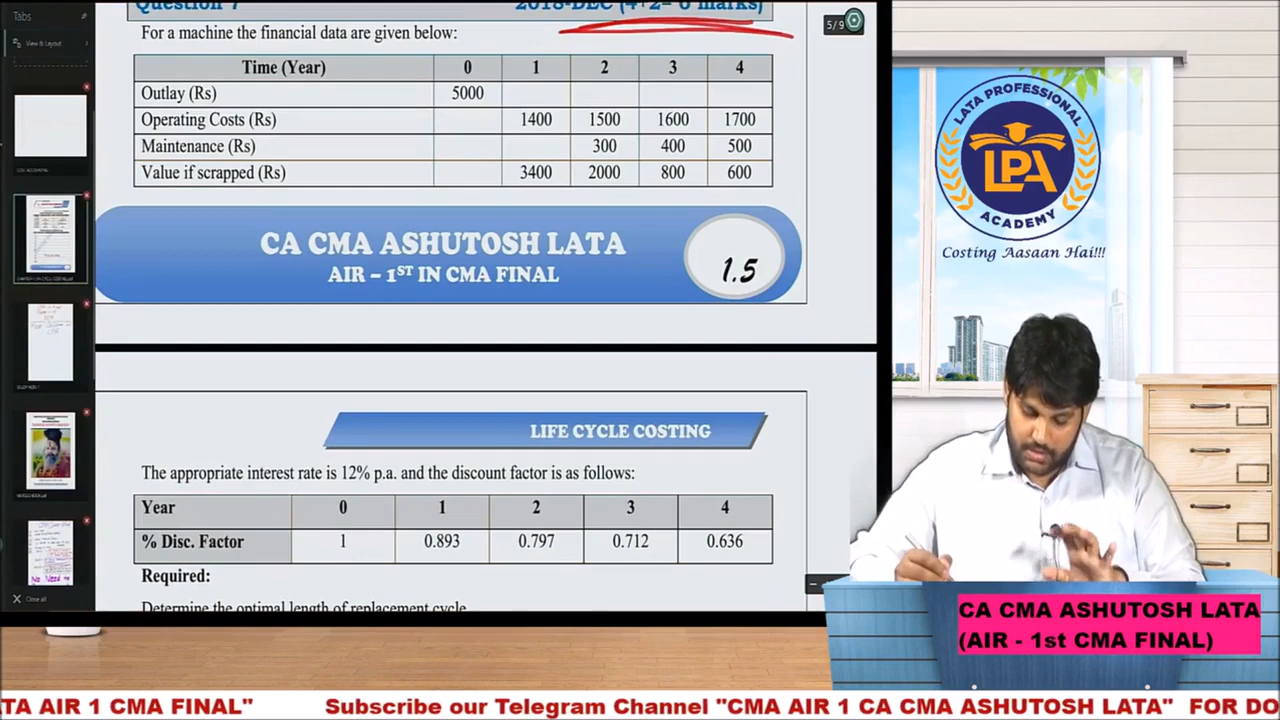 Tabs
View & Layout
Question 7 2018-DEC (4+2= 6 marks)
5/9
For a machine the financial data are given below:
Time (Year) 0 1 2 3 4
Outlay (Rs) 5000
Operating Costs (Rs) 1400 1500 1600 1700
Maintenance (Rs) 300 400 500
Value if scrapped (Rs) 3400 2000 800 600
CA CMA ASHUTOSH LATA
AIR – 1ST IN CMA FINAL
1.5
LIFE CYCLE COSTING
The appropriate interest rate is 12% p.a. and the discount factor is as follows:
Year 0 1 2 3 4
% Disc. Factor 1 0.893 0.797 0.712 0.636
Required:
Determine the optimal length of replacement cycle
Close all
LATA PROFESSIONAL
LPA
ACADEMY
Costing Aasaan Hai!!!
CA CMA ASHUTOSH LATA
(AIR - 1st CMA FINAL)
TA AIR 1 CMA FINAL" Subscribe our Telegram Channel "CMA AIR 1 CA CMA ASHUTOSH LATA" FOR DO